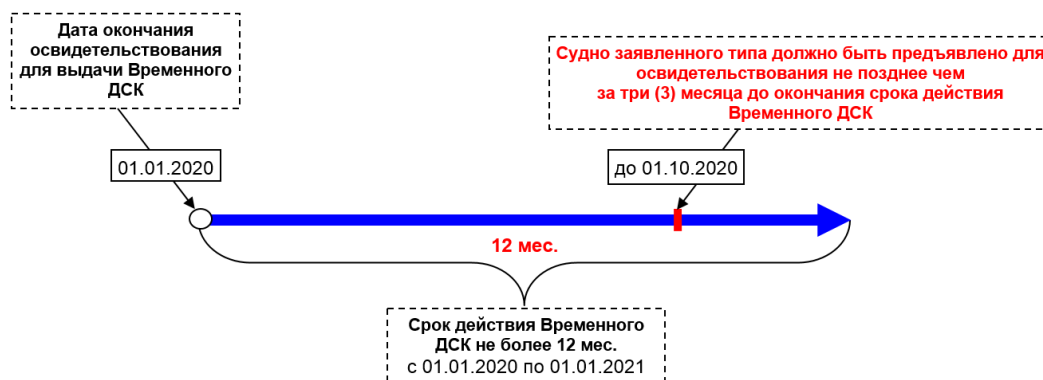 Дата окончания
освидетельствования
для выдачи Временного
ДСК
Судно заявленного типа должно быть предъявлено для
освидетельствования не позднее чем
за три (3) месяца до окончания срока действия
Временного ДСК
01.01.2020
до 01.10.2020
12 мес.
Срок действия Временного
ДСК не более 12 мес.
с 01.01.2020 по 01.01.2021